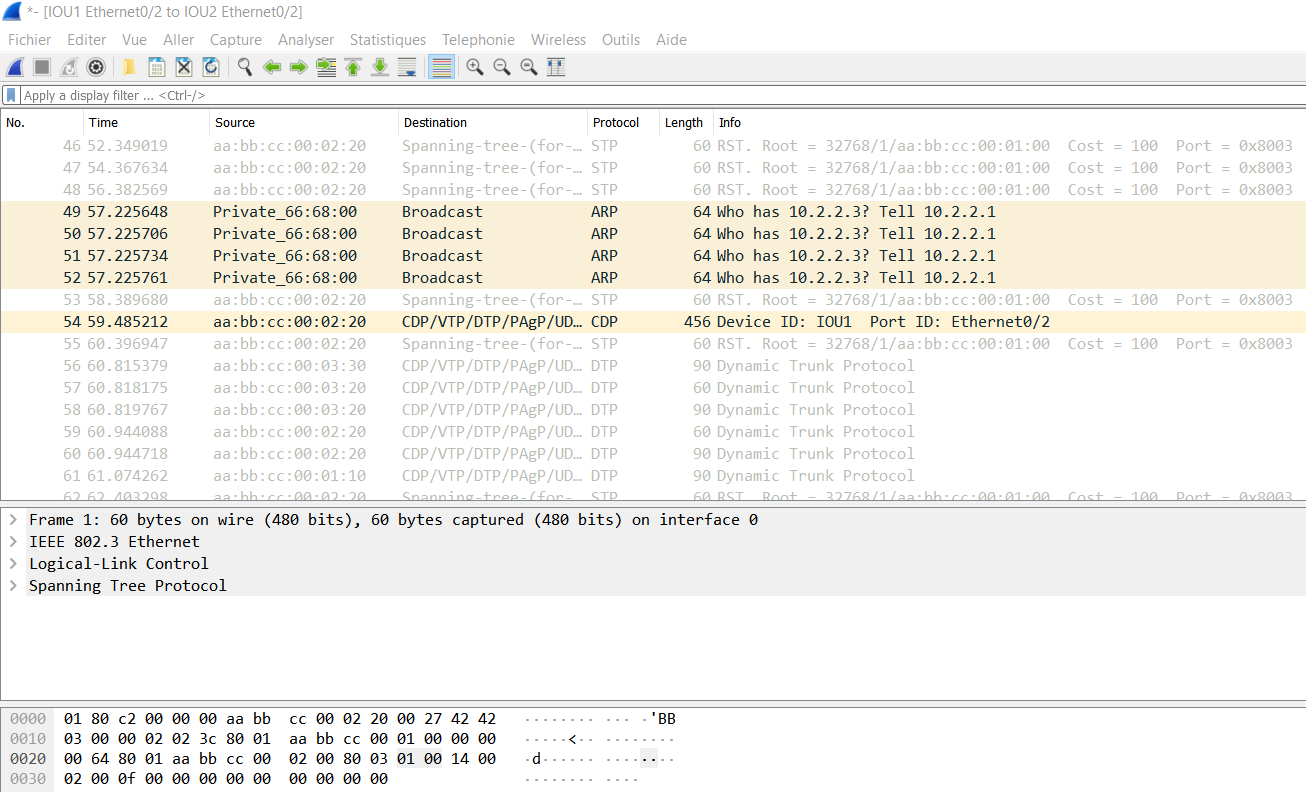 *- [IOU1 Ethernet0/2 to IOU2 Ethernet0/2]
Fichier Editer Vue Aller Capture Analyser Statistiques Telephonie Wireless Outils Aide
Apply a display filter ... <Ctrl-/>
No. Time Source Destination Protocol Length Info
46 52.349019 aa:bb:cc:00:02:20 Spanning-tree-(for-… STP 60 RST. Root = 32768/1/aa:bb:cc:00:01:00 Cost = 100 Port = 0x8003
47 54.367634 aa:bb:cc:00:02:20 Spanning-tree-(for-… STP 60 RST. Root = 32768/1/aa:bb:cc:00:01:00 Cost = 100 Port = 0x8003
48 56.382569 aa:bb:cc:00:02:20 Spanning-tree-(for-… STP 60 RST. Root = 32768/1/aa:bb:cc:00:01:00 Cost = 100 Port = 0x8003
49 57.225648 Private_66:68:00 Broadcast ARP 64 Who has 10.2.2.3? Tell 10.2.2.1
50 57.225706 Private_66:68:00 Broadcast ARP 64 Who has 10.2.2.3? Tell 10.2.2.1
51 57.225734 Private_66:68:00 Broadcast ARP 64 Who has 10.2.2.3? Tell 10.2.2.1
52 57.225761 Private_66:68:00 Broadcast ARP 64 Who has 10.2.2.3? Tell 10.2.2.1
53 58.389680 aa:bb:cc:00:02:20 Spanning-tree-(for-… STP 60 RST. Root = 32768/1/aa:bb:cc:00:01:00 Cost = 100 Port = 0x8003
54 59.485212 aa:bb:cc:00:02:20 CDP/VTP/DTP/PAgP/UD… CDP 456 Device ID: IOU1 Port ID: Ethernet0/2
55 60.396947 aa:bb:cc:00:02:20 Spanning-tree-(for-… STP 60 RST. Root = 32768/1/aa:bb:cc:00:01:00 Cost = 100 Port = 0x8003
56 60.815379 aa:bb:cc:00:03:30 CDP/VTP/DTP/PAgP/UD… DTP 90 Dynamic Trunk Protocol
57 60.818175 aa:bb:cc:00:03:20 CDP/VTP/DTP/PAgP/UD… DTP 60 Dynamic Trunk Protocol
58 60.819767 aa:bb:cc:00:03:20 CDP/VTP/DTP/PAgP/UD… DTP 90 Dynamic Trunk Protocol
59 60.944088 aa:bb:cc:00:02:20 CDP/VTP/DTP/PAgP/UD… DTP 60 Dynamic Trunk Protocol
60 60.944718 aa:bb:cc:00:02:20 CDP/VTP/DTP/PAgP/UD… DTP 90 Dynamic Trunk Protocol
61 61.074262 aa:bb:cc:00:01:10 CDP/VTP/DTP/PAgP/UD… DTP 90 Dynamic Trunk Protocol
62 62.403298 aa:bb:cc:00:02:20 Spanning-tree-(for-… STP 60 RST. Root = 32768/1/aa:bb:cc:00:01:00 Cost = 100 Port = 0x8003
Frame 1: 60 bytes on wire (480 bits), 60 bytes captured (480 bits) on interface 0
IEEE 802.3 Ethernet
Logical-Link Control
Spanning Tree Protocol
0000 01 80 c2 00 00 00 aa bb cc 00 02 20 00 27 42 42 ········ ··· ·'BB
0010 03 00 00 02 02 3c 80 01 aa bb cc 00 01 00 00 00 ·····<·· ········
0020 00 64 80 01 aa bb cc 00 02 00 80 03 01 00 14 00 ·d······ ········
0030 02 00 0f 00 00 00 00 00 00 00 00 00 ········ ····